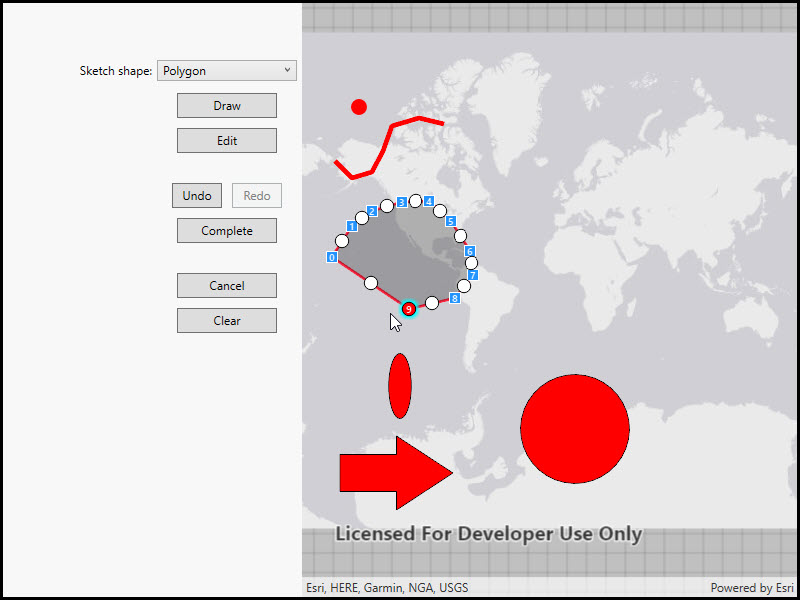 Sketch shape: Polygon
Draw
Edit
Undo Redo
Complete
Cancel
Clear
0
1
2
3
4
5
6
7
8
9
Licensed For Developer Use Only
Esri, HERE, Garmin, NGA, USGS
Powered by Esri